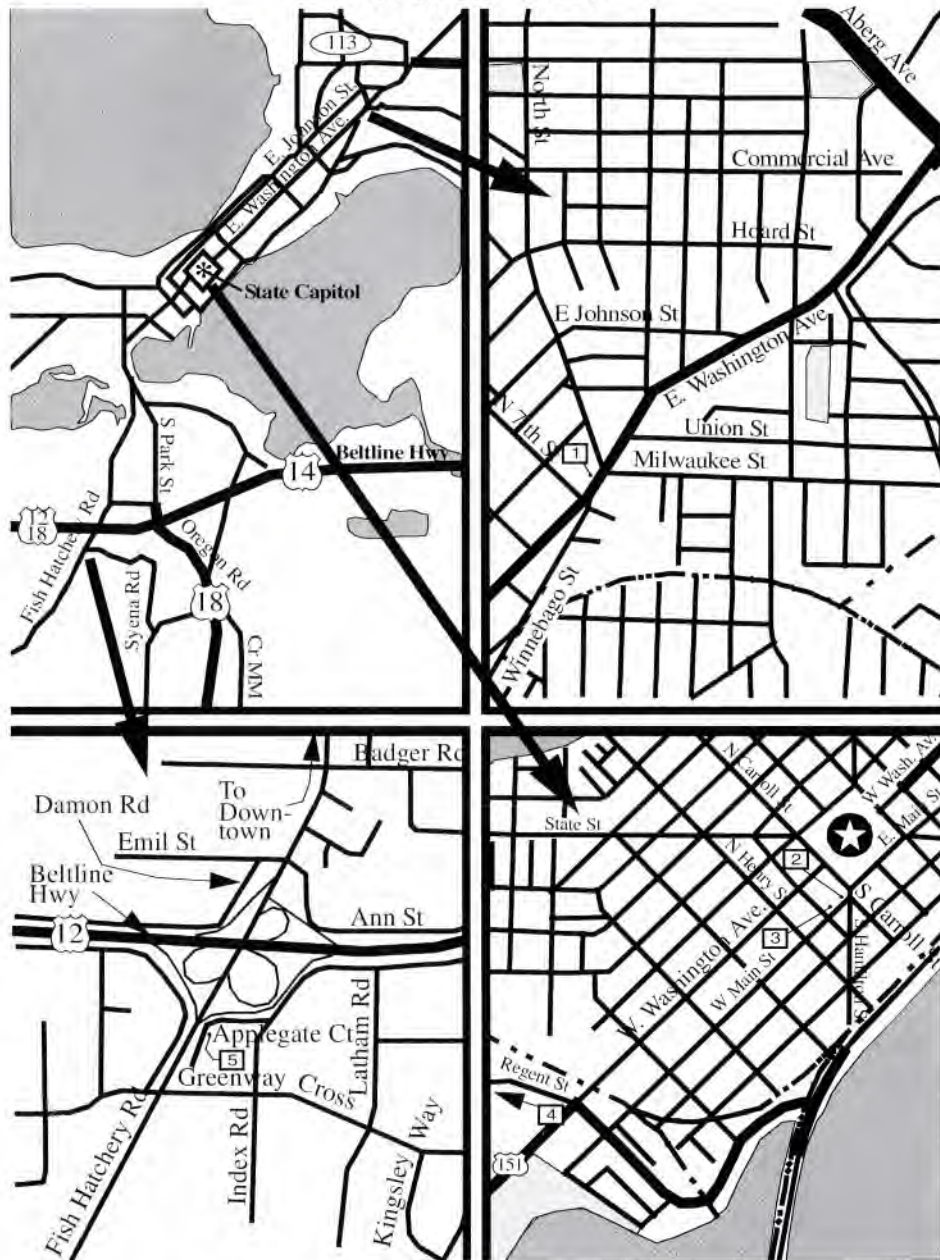 113
E. Johnson St.
E. Washington Ave.
State Capitol
S Park St
Beltline Hwy
14
12
18
Oregon Rd
Fish Hatchery Rd
Syena Rd
18
Ct MM
Aberg Ave
North St
Commercial Ave
Hoard St
E Johnson St
E. Washington Ave
N 7th S
1
Union St
Milwaukee St
Winnebago St
Badger Rd
To
Down-
town
Damon Rd
Emil St
Beltline
Hwy
12
Ann St
Applegate Ct
5
Greenway Cross
Latham Rd
Index Rd
Fish Hatchery Rd
Kingsley Way
N Carroll St
W Wash. Av
E. Main St
State St
2
N Henry S
S Carroll
3
W. Washington Ave.
W Main St
S Hamilton St
Regent St
4
151